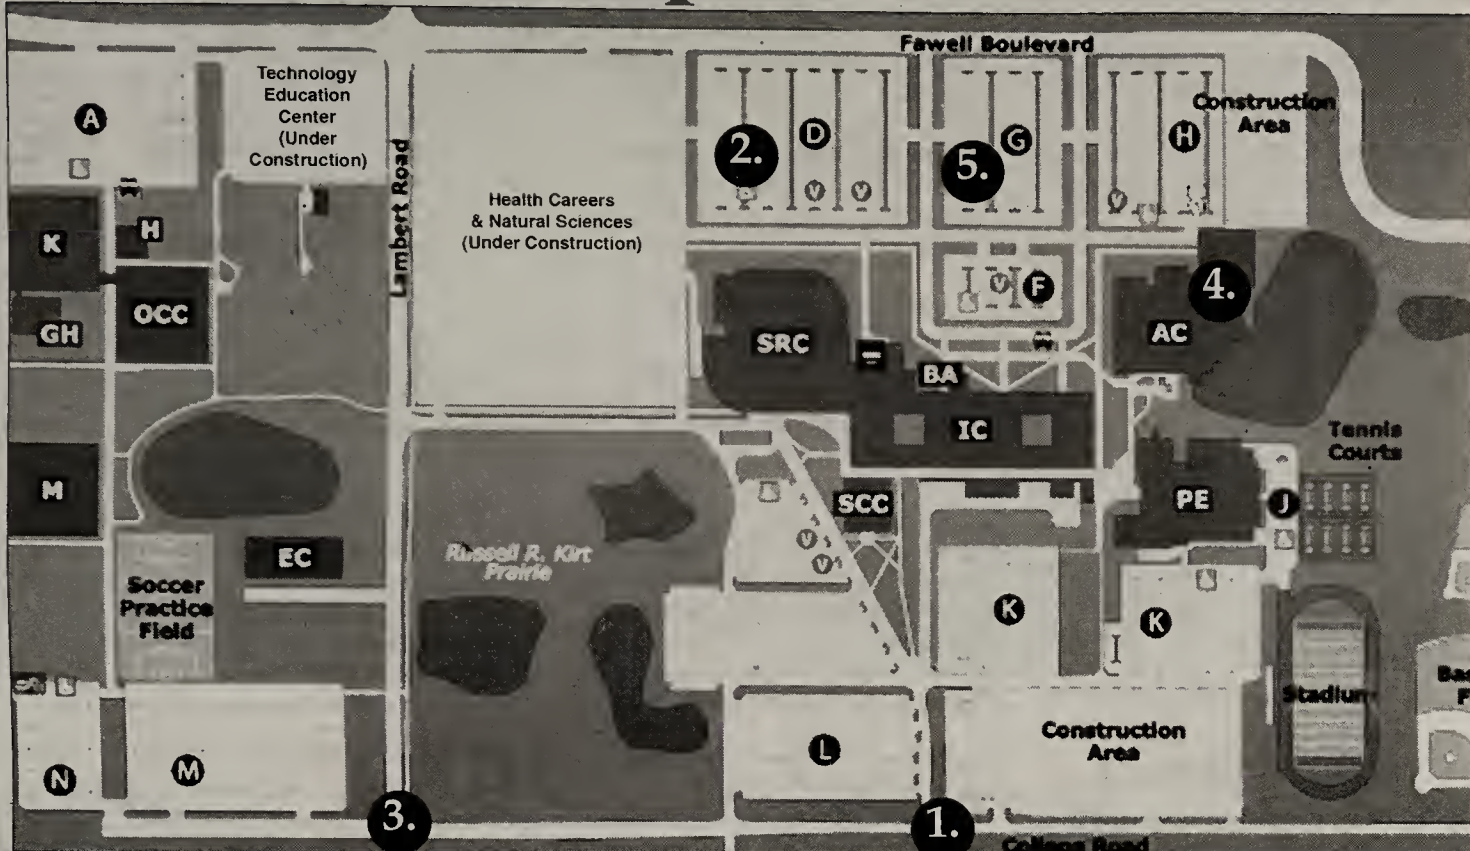 Fawell Boulevard
Technology
Education
Center
(Under
Construction)
A
Lambert Road
Health Careers
& Natural Sciences
(Under Construction)
2.
D
V
V
5.
G
H
V
Construction
Area
K
H
OCC
GH
SRC
BA
IC
V
F
4.
AC
Tennis
Courts
M
EC
Soccer
Practice
Field
Russell R. Kirt
Prairie
SCC
V
V
PE
J
K
K
Stadium
N
M
3.
L
1.
Construction
Area
College Road